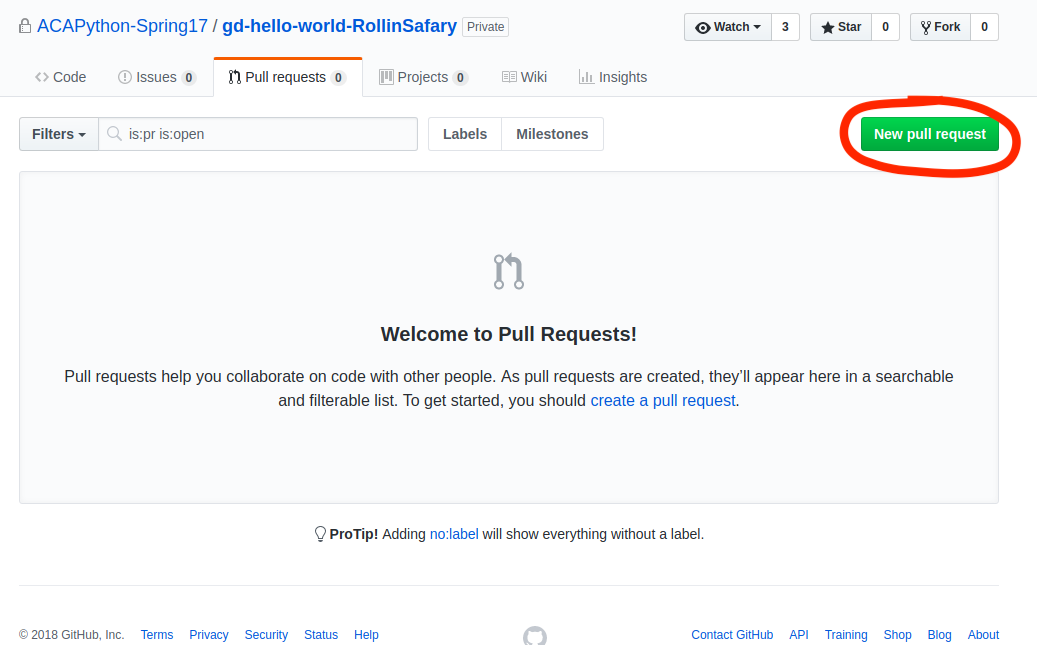 ACAPython-Spring17 / gd-hello-world-RollinSafary Private Watch 3 Star 0 Fork 0
Code Issues 0 Pull requests 0 Projects 0 Wiki Insights
Filters is:pr is:open Labels Milestones New pull request
Welcome to Pull Requests!
Pull requests help you collaborate on code with other people. As pull requests are created, they’ll appear here in a searchable
and filterable list. To get started, you should create a pull request.
ProTip! Adding no:label will show everything without a label.
© 2018 GitHub, Inc. Terms Privacy Security Status Help Contact GitHub API Training Shop Blog About